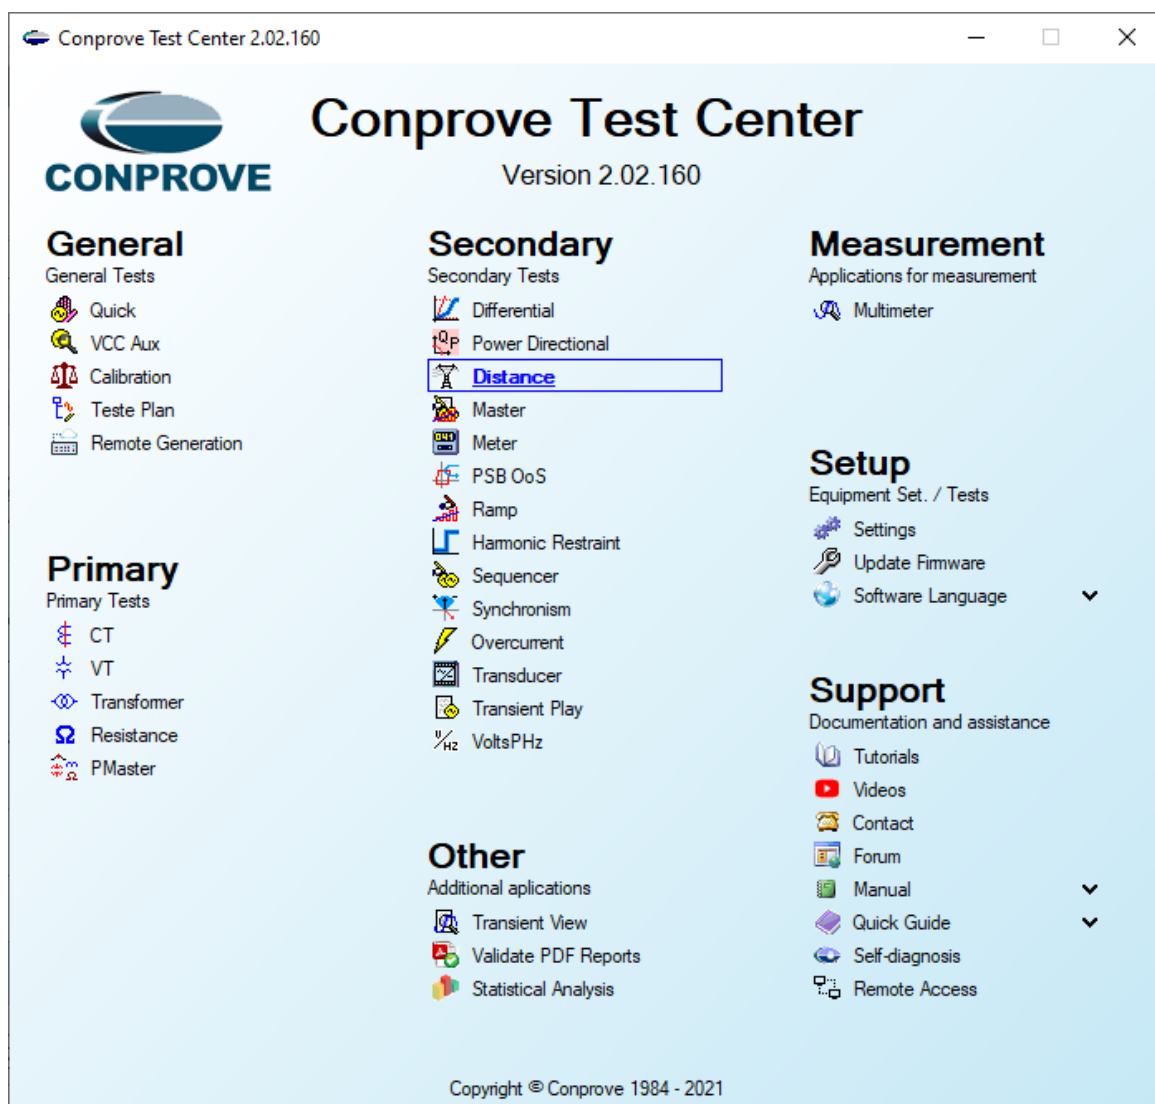 Conprove Test Center 2.02.160
CONPROVE
Conprove Test Center
Version 2.02.160
General
General Tests
Quick
VCC Aux
Calibration
Teste Plan
Remote Generation
Primary
Primary Tests
CT
VT
Transformer
Resistance
PMaster
Secondary
Secondary Tests
Differential
Power Directional
Distance
Master
Meter
PSB OoS
Ramp
Harmonic Restraint
Sequencer
Synchronism
Overcurrent
Transducer
Transient Play
VoltsPHz
Other
Additional aplications
Transient View
Validate PDF Reports
Statistical Analysis
Measurement
Applications for measurement
Multimeter
Setup
Equipment Set. / Tests
Settings
Update Firmware
Software Language
Support
Documentation and assistance
Tutorials
Videos
Contact
Forum
Manual
Quick Guide
Self-diagnosis
Remote Access
Copyright © Conprove 1984 - 2021